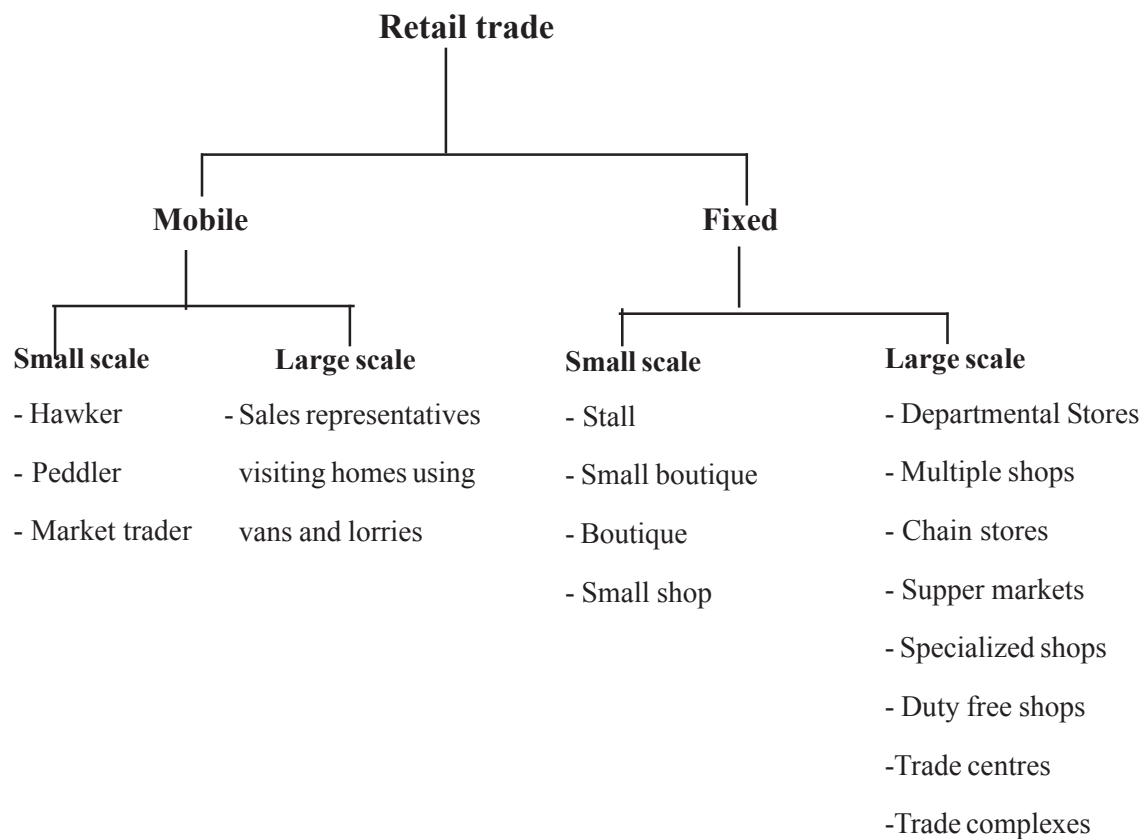 Retail trade
Mobile
Fixed
Small scale
- Hawker
- Peddler
- Market trader
Large scale
- Sales representatives
visiting homes using
vans and lorries
Small scale
- Stall
- Small boutique
- Boutique
- Small shop
Large scale
- Departmental Stores
- Multiple shops
- Chain stores
- Supper markets
- Specialized shops
- Duty free shops
-Trade centres
-Trade complexes